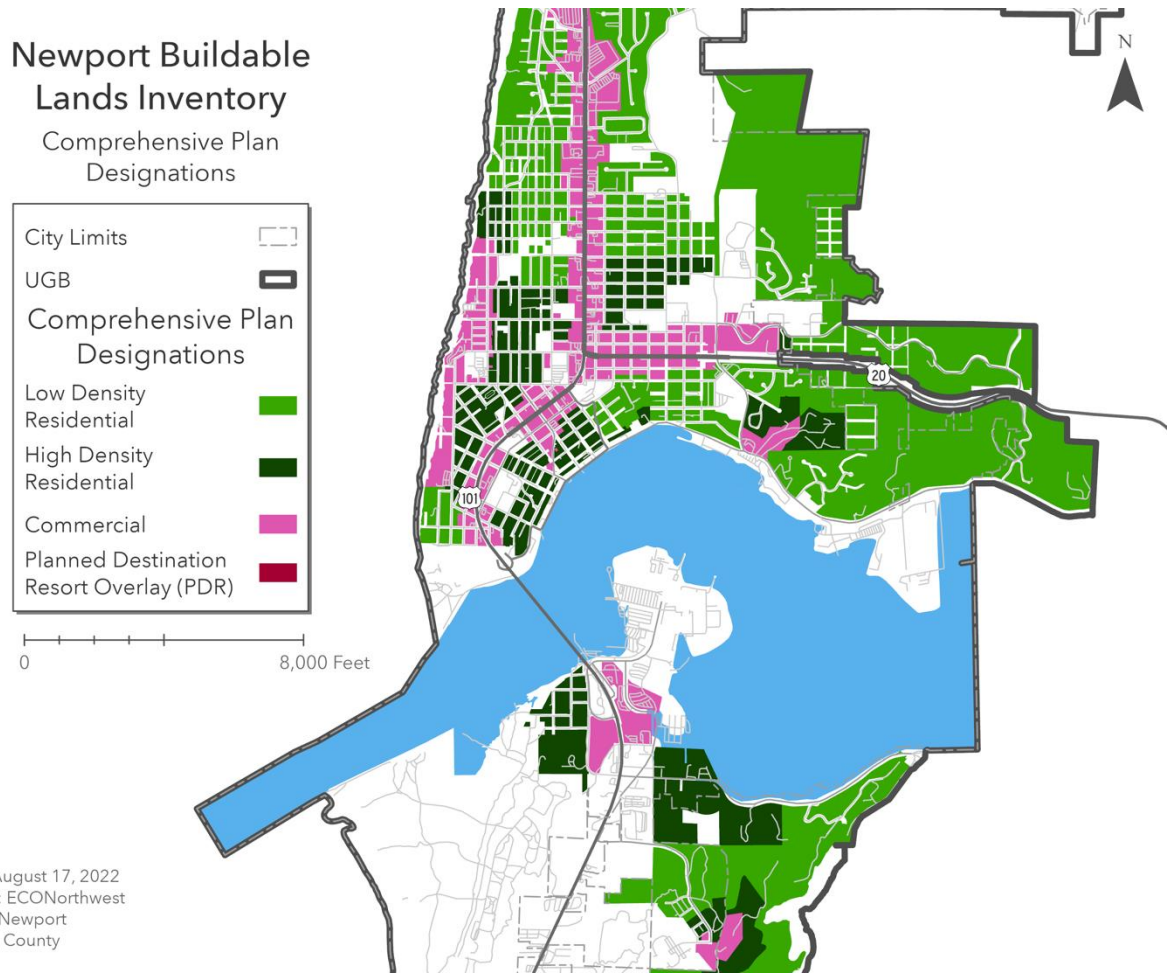 Newport Buildable
Lands Inventory
Comprehensive Plan
Designations
City Limits
UGB
Comprehensive Plan
Designations
Low Density
Residential
High Density
Residential
Commercial
Planned Destination
Resort Overlay (PDR)
0 8,000 Feet
August 17, 2022
: ECONorthwest
Newport
County
N
20
101